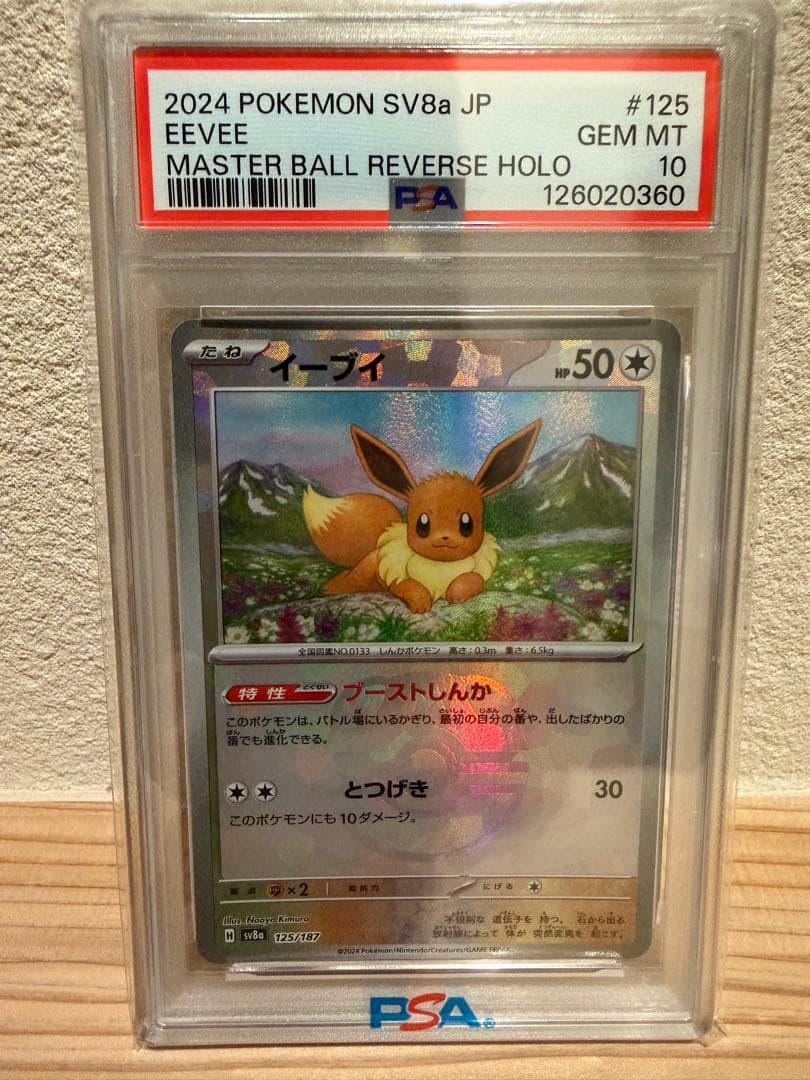 2024 POKEMON SV8a JP #125
EEVEE GEM MT
MASTER BALL REVERSE HOLO 10
PSA 126020360
たね イーブイ HP 50
全国図鑑NO.0133 しんかポケモン 高さ:0.3m 重さ:6.5kg
特性 とくせい ブーストしんか
このポケモンは、バトル場にいるかぎり、最初の自分の番や、出したばかりの
番でも進化できる。
とつげき 30
このポケモンにも10ダメージ。
弱点 ×2 抵抗力 にげる
Illus. Naoyo Kimura
不規則な 遺伝子を 持つ。 石から出る
放射線によって 体が 突然変異を 起こす。
H sv8a 125/187
©2024 Pokémon/Nintendo/Creatures/GAME FREAK.
PSA®